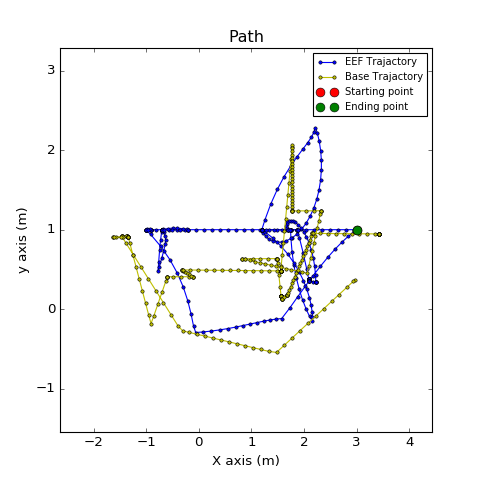 Path
EEF Trajactory
Base Trajactory
Starting point
Ending point
y axis (m)
3
2
1
0
−1
−2
−1
0
1
2
3
4
X axis (m)